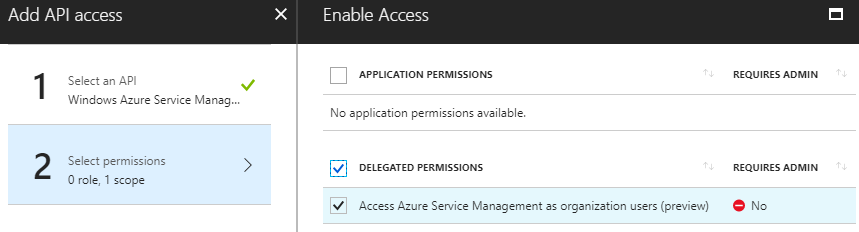 Add API access
Enable Access
1
Select an API
Windows Azure Service Manag...
2
Select permissions
0 role, 1 scope
APPLICATION PERMISSIONS
REQUIRES ADMIN
No application permissions available.
DELEGATED PERMISSIONS
REQUIRES ADMIN
Access Azure Service Management as organization users (preview)
No